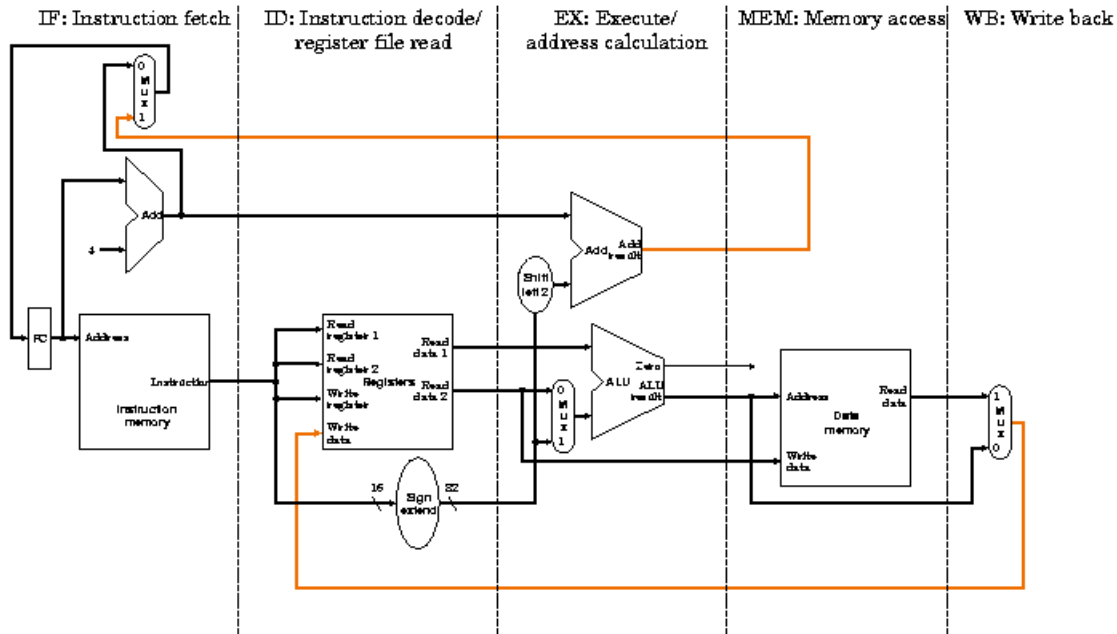 IF: Instruction fetch
ID: Instruction decode/
register file read
EX: Execute/
address calculation
MEM: Memory access
WB: Write back
0
M
u
x
1
Add
4
PC
Address
Instruction
Instruction
memory
Read
register 1
Read
register 2
Registers
Write
register
Write
data
Read
data 1
Read
data 2
16
Sign
extend
32
Shift
left 2
Add
Add
result
0
M
u
x
1
ALU
Zero
ALU
result
Address
Data
memory
Write
data
Read
data
1
M
u
x
0